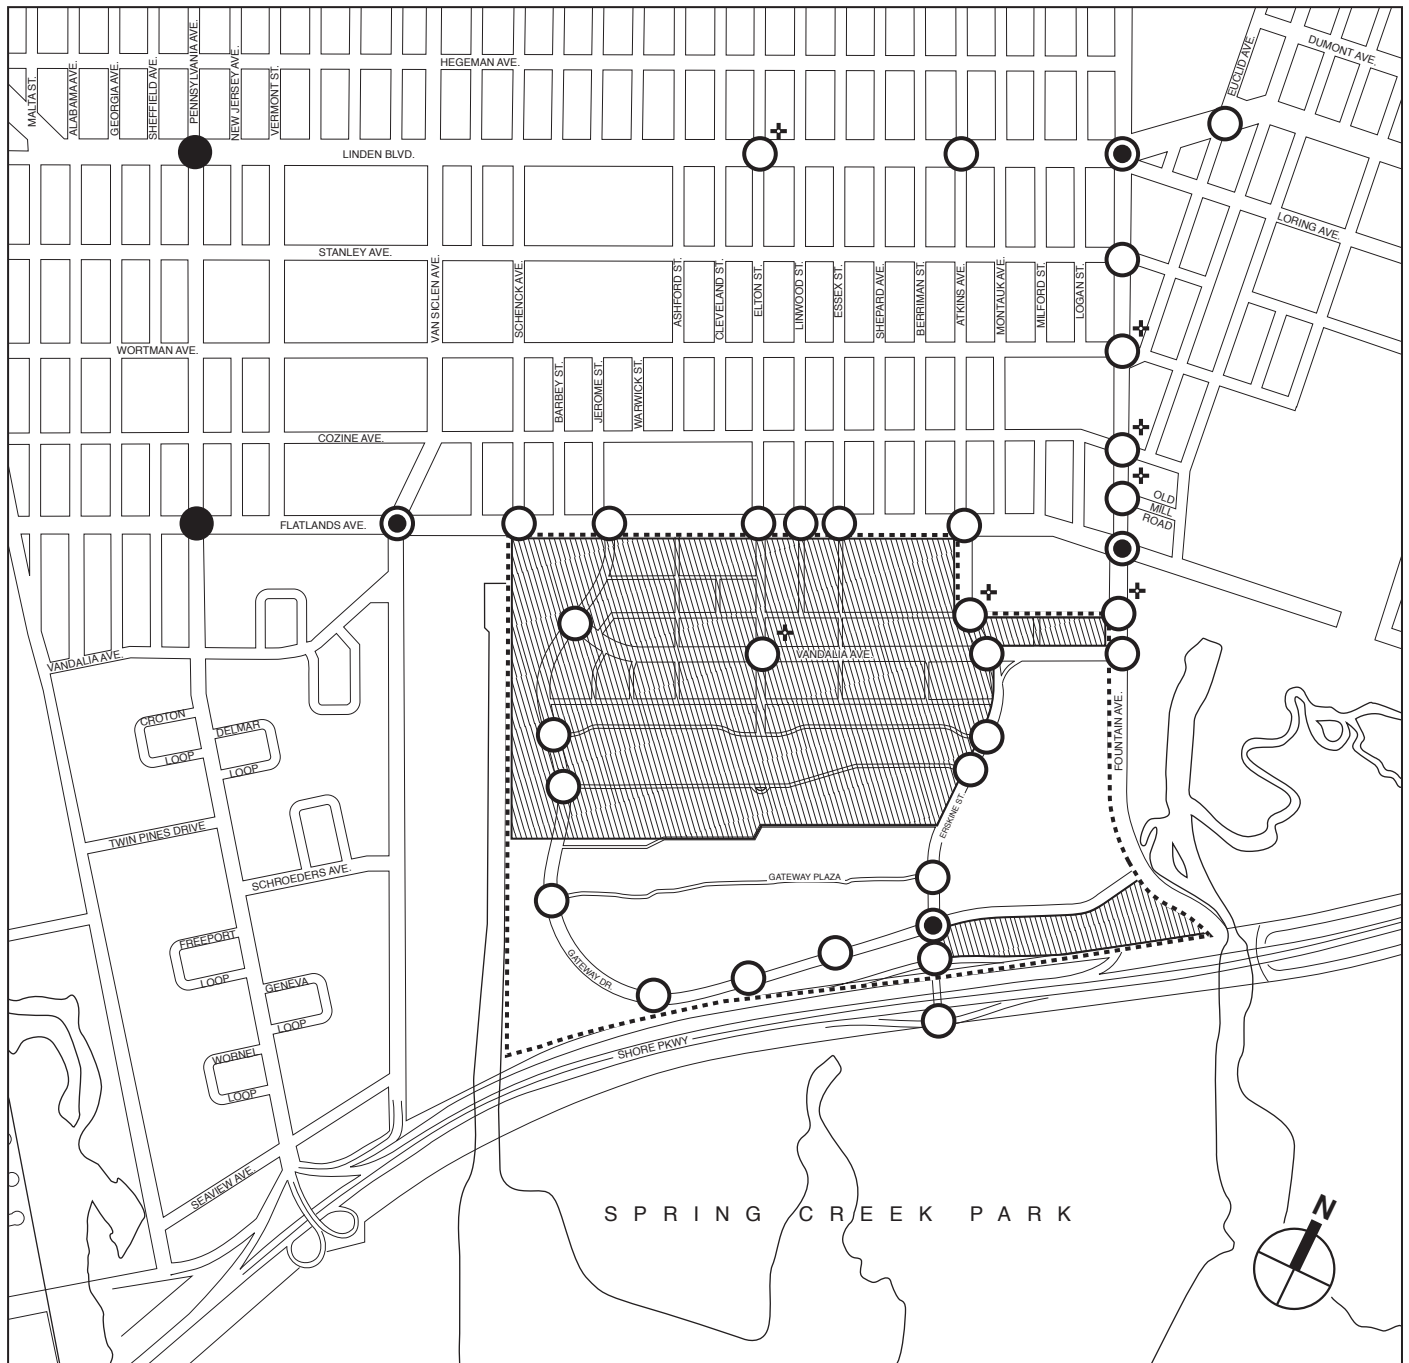 HEGEMAN AVE.
DUMONT AVE.
EUCLID AVE.
MALTA ST.
ALABAMA AVE.
GEORGIA AVE.
SHEFFIELD AVE.
PENNSYLVANIA AVE.
NEW JERSEY AVE.
VERMONT ST.
LINDEN BLVD.
LORING AVE.
STANLEY AVE.
VAN SICLEN AVE.
SCHENCK AVE.
ASHFORD ST.
CLEVELAND ST.
ELTON ST.
LINWOOD ST.
ESSEX ST.
SHEPARD AVE.
BERRIMAN ST.
ATKINS AVE.
MONTAUK AVE.
MILFORD ST.
LOGAN ST.
WORTMAN AVE.
BARBEY ST.
JEROME ST.
WARWICK ST.
COZINE AVE.
OLD
MILL
ROAD
FLATLANDS AVE.
VANDALIA AVE.
VANDALIA AVE.
FOUNTAIN AVE.
CROTON
LOOP
DELMAR
LOOP
ERSKINE ST.
TWIN PINES DRIVE
SCHROEDERS AVE.
GATEWAY PLAZA
FREEPORT
LOOP
GATEWAY DR.
GENEVA
LOOP
WORNEL
LOOP
SHORE PKWY
SEAVIEW AVE.
SPRING CREEK PARK
N